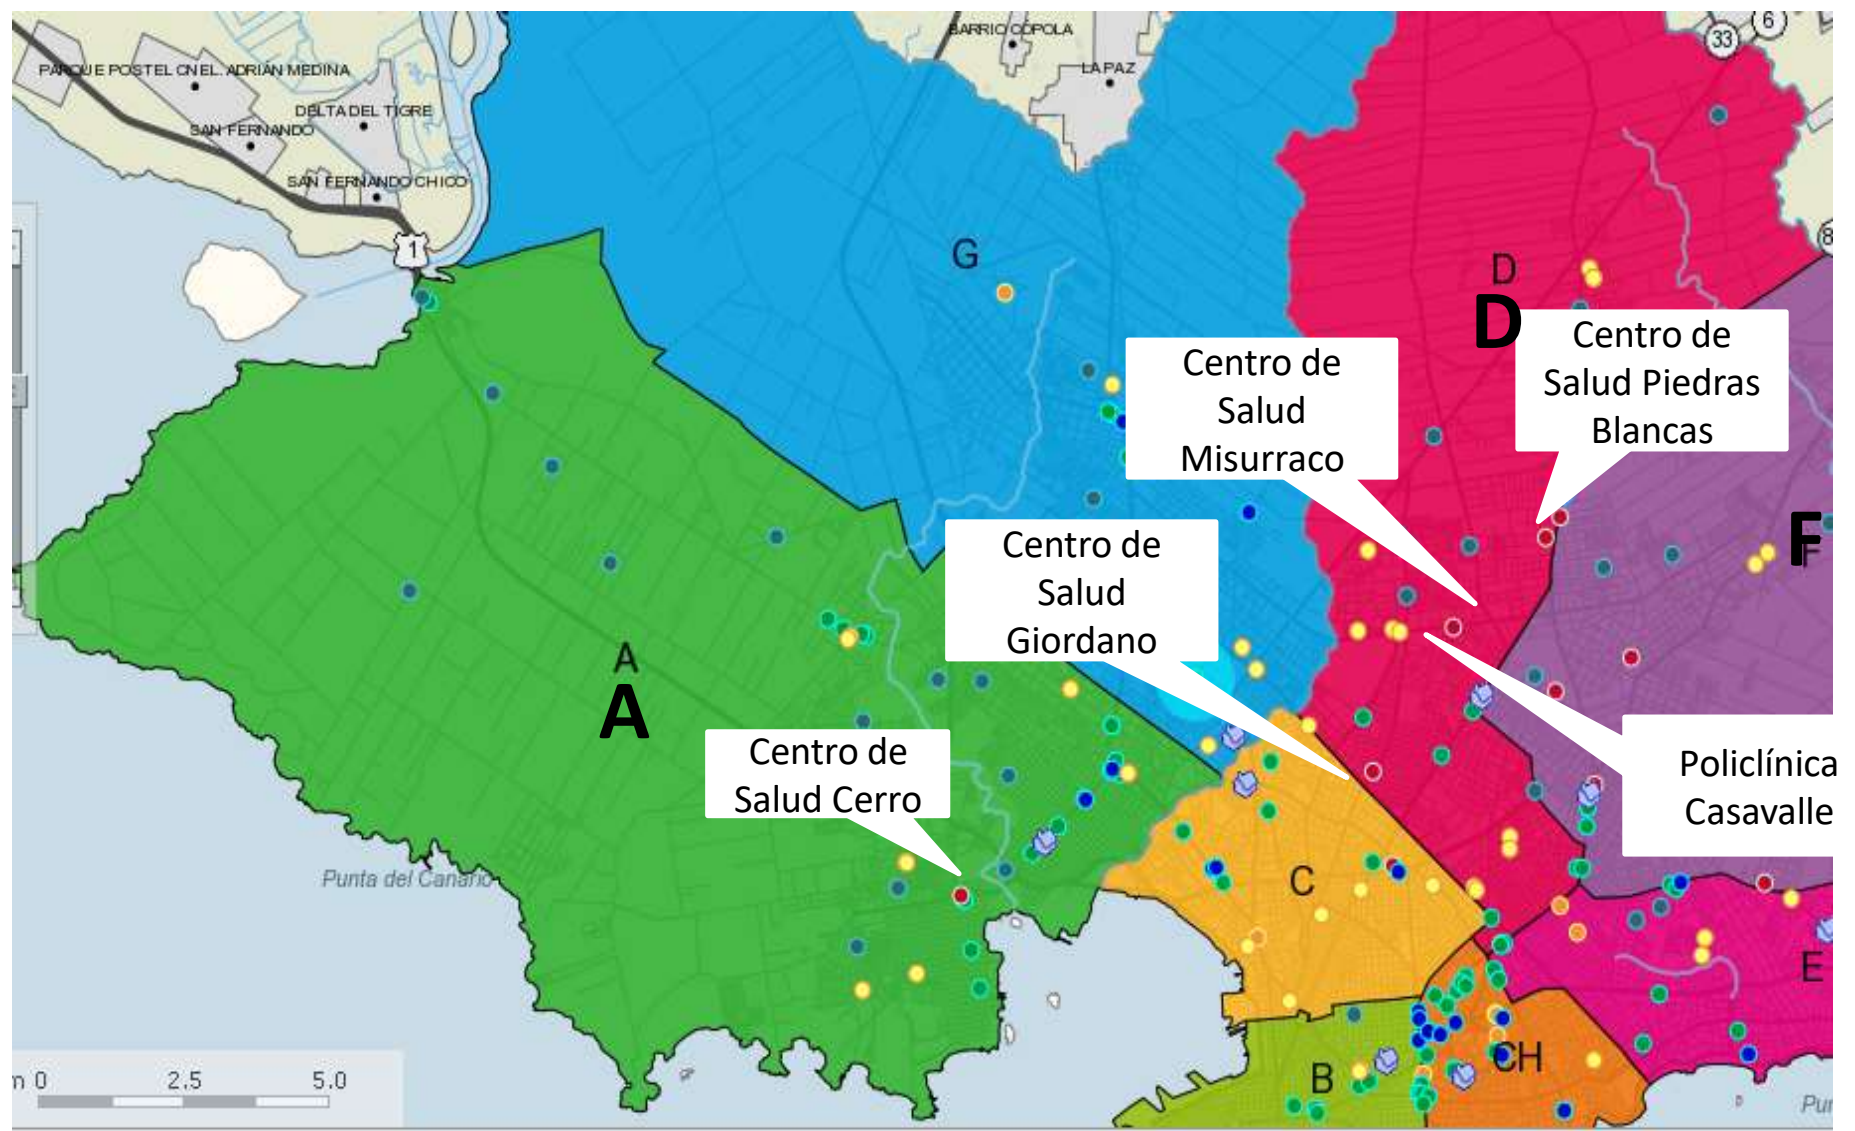 BARRIO COPOLA
6
33
PARQUE POSTEL CNEL. ADRIÁN MEDINA
LA PAZ
DELTA DEL TIGRE
SAN FERNANDO
SAN FERNANDO CHICO
1
8
G
D
D
Centro de
Salud Piedras
Blancas
Centro de
Salud
Misurraco
F
F
Centro de
Salud
Giordano
A
A
Centro de
Salud Cerro
Policlínica
Casavalle
Punta del Canario
C
E
CH
B
0 2.5 5.0